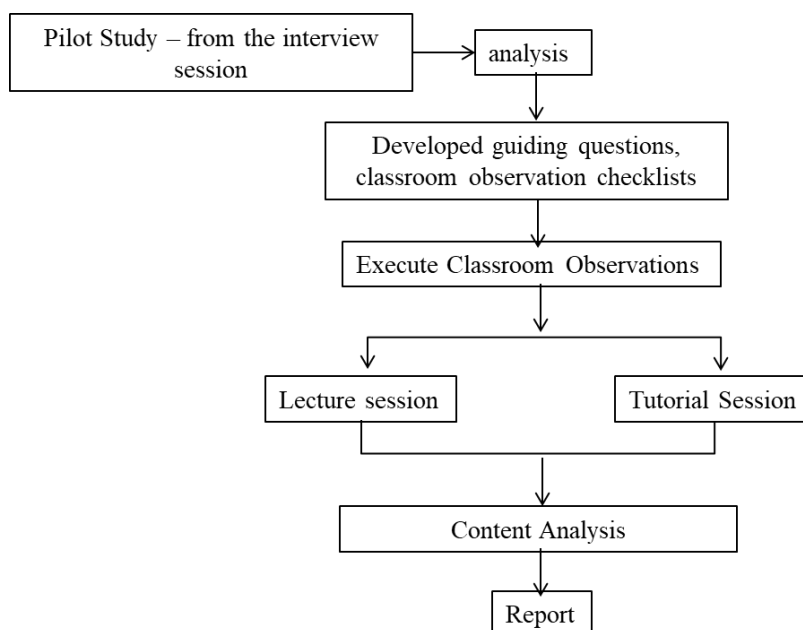 Pilot Study – from the interview
session
analysis
Developed guiding questions,
classroom observation checklists
Execute Classroom Observations
Lecture session
Tutorial Session
Content Analysis
Report